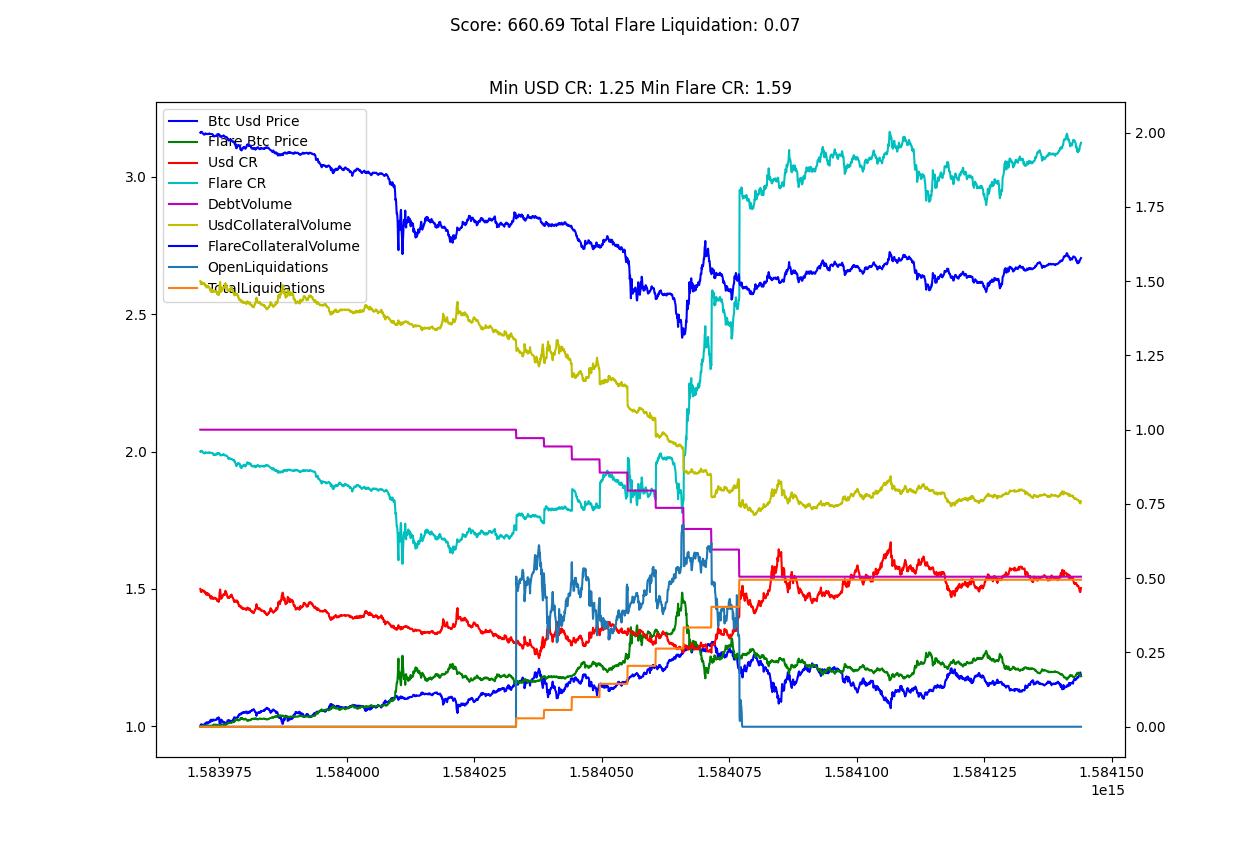 Score: 660.69 Total Flare Liquidation: 0.07
Min USD CR: 1.25 Min Flare CR: 1.59
Btc Usd Price
Flare Btc Price
Usd CR
Flare CR
DebtVolume
UsdCollateralVolume
FlareCollateralVolume
OpenLiquidations
TotalLiquidations
3.0
2.5
2.0
1.5
1.0
2.00
1.75
1.50
1.25
1.00
0.75
0.50
0.25
0.00
1.583975 1.584000 1.584025 1.584050 1.584075 1.584100 1.584125 1.584150
1e15